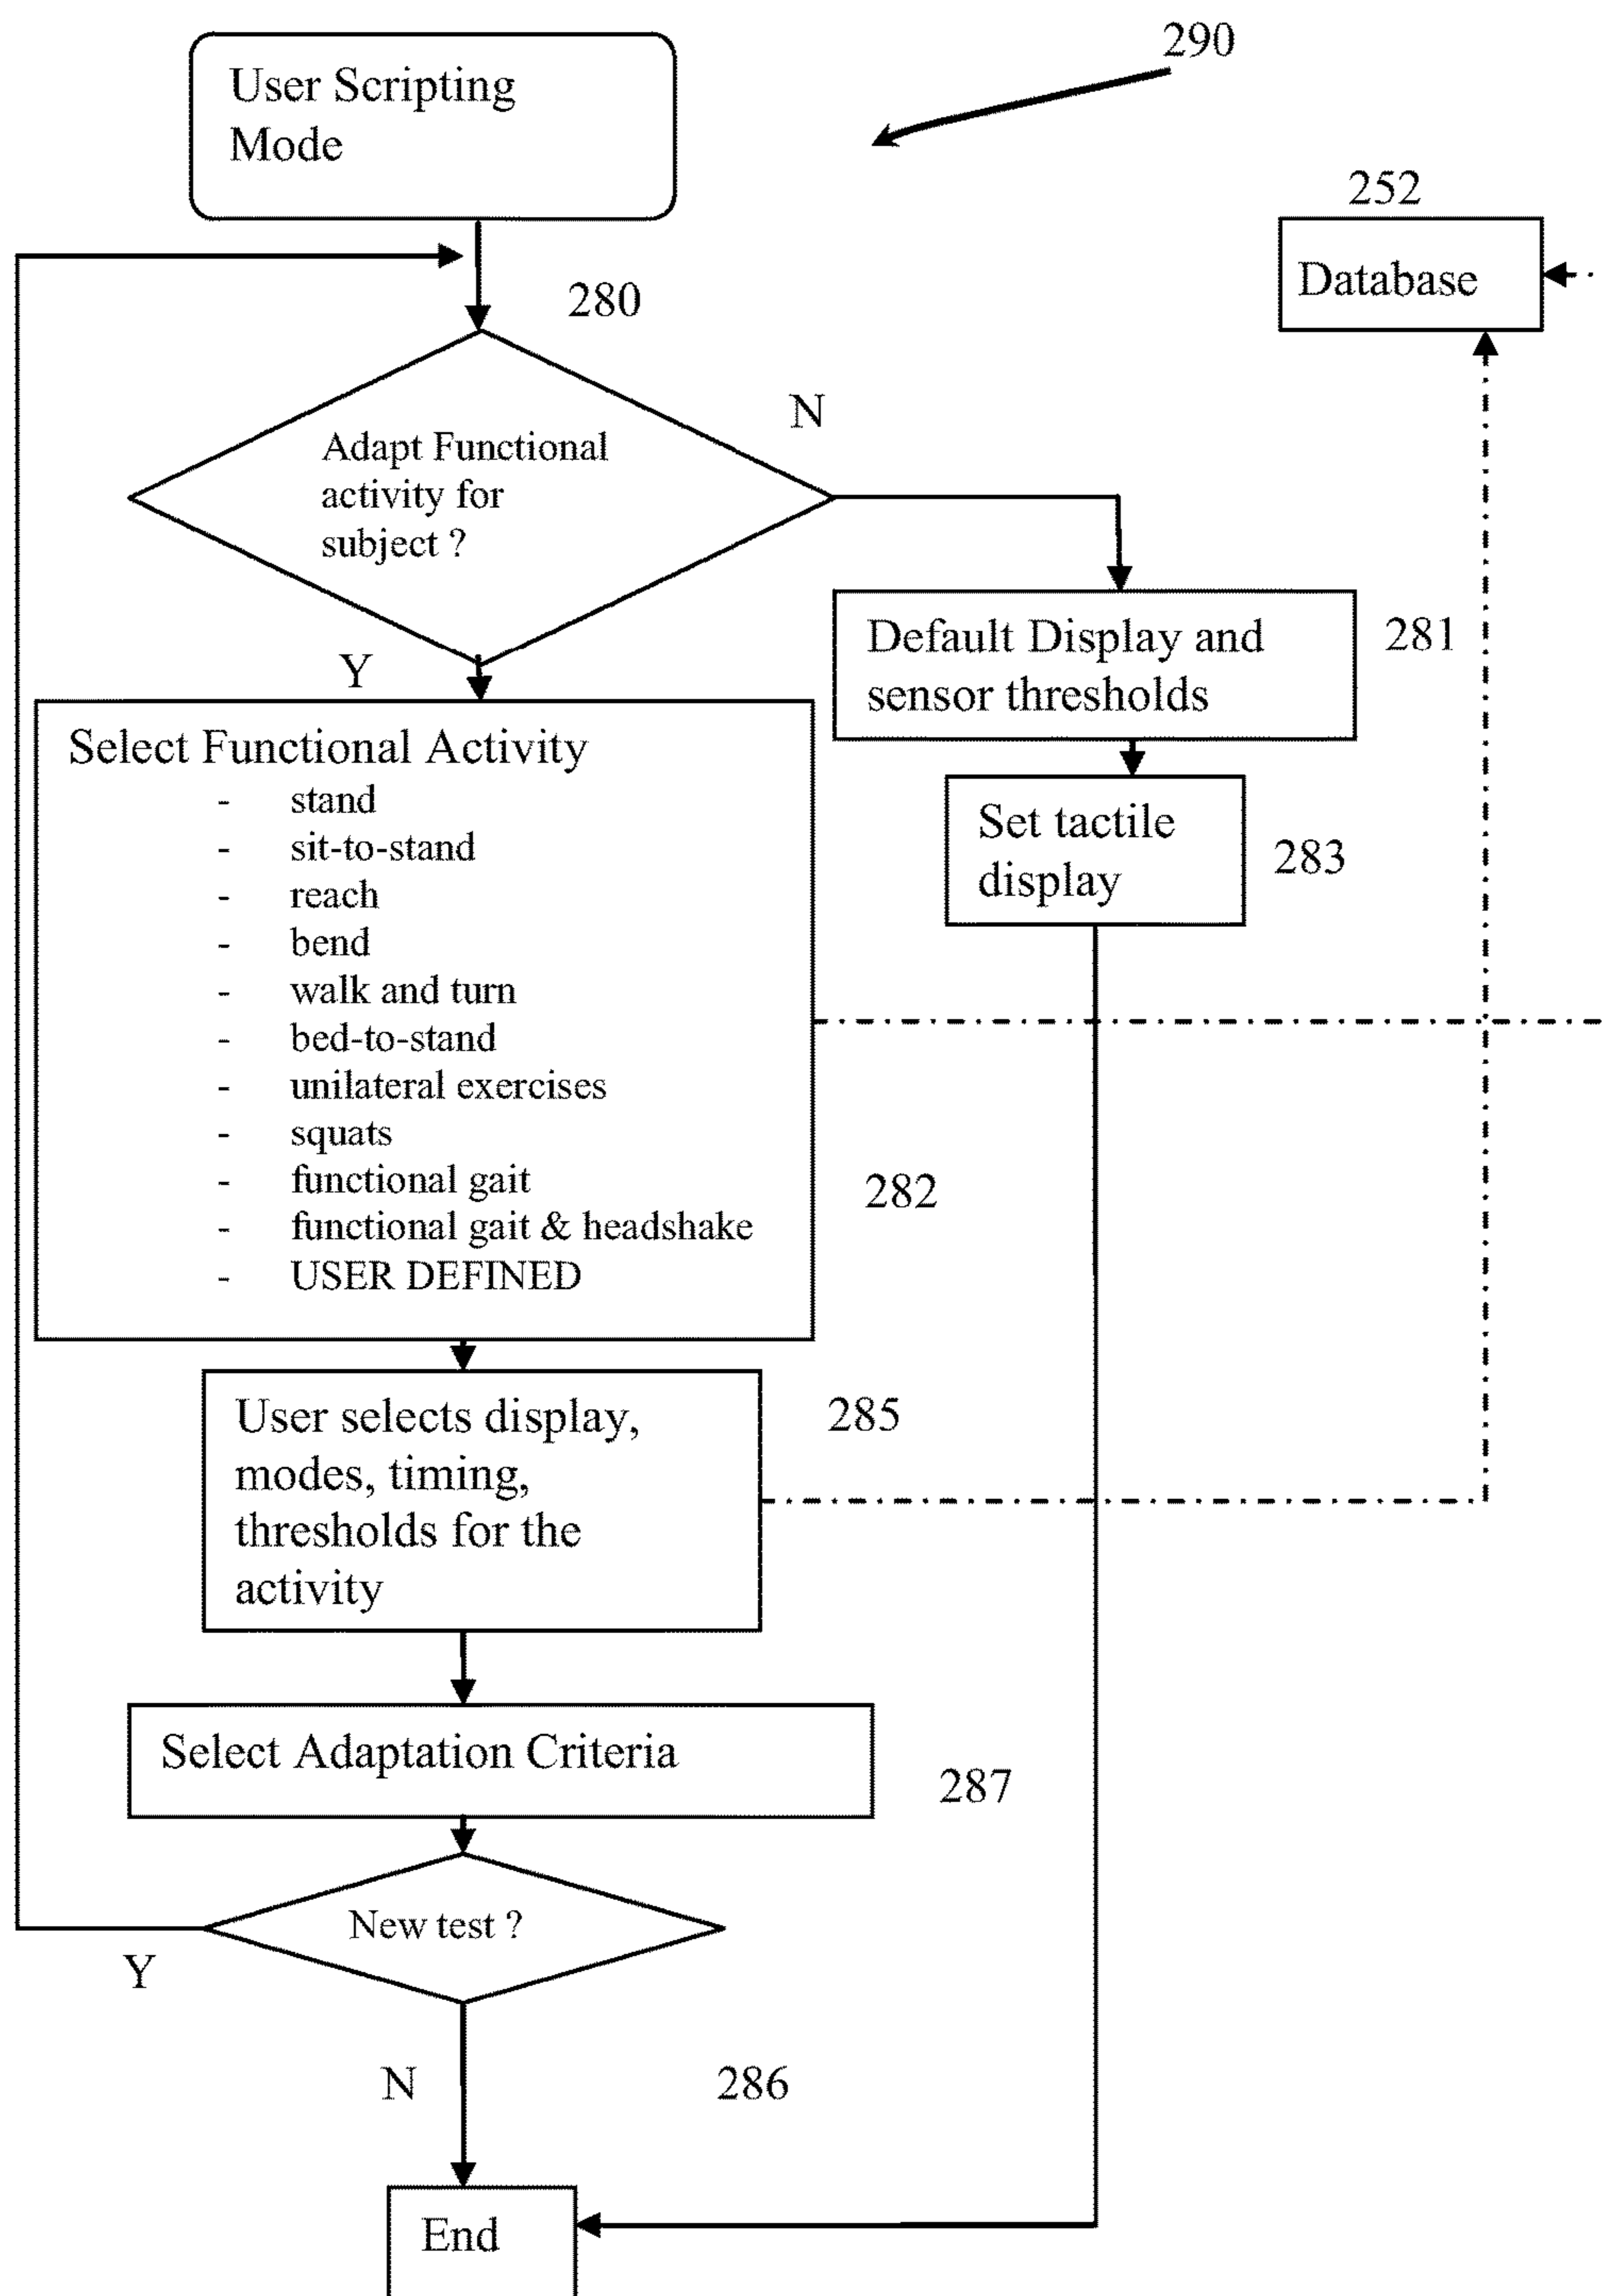 290
User Scripting
Mode
252
Database
280
N
Adapt Functional
activity for
subject ?
Y
Default Display and
sensor thresholds
281
Set tactile
display
283
Select Functional Activity
- stand
- sit-to-stand
- reach
- bend
- walk and turn
- bed-to-stand
- unilateral exercises
- squats
- functional gait
- functional gait & headshake
- USER DEFINED
282
User selects display,
modes, timing,
thresholds for the
activity
285
Select Adaptation Criteria
287
New test ?
Y
N
286
End